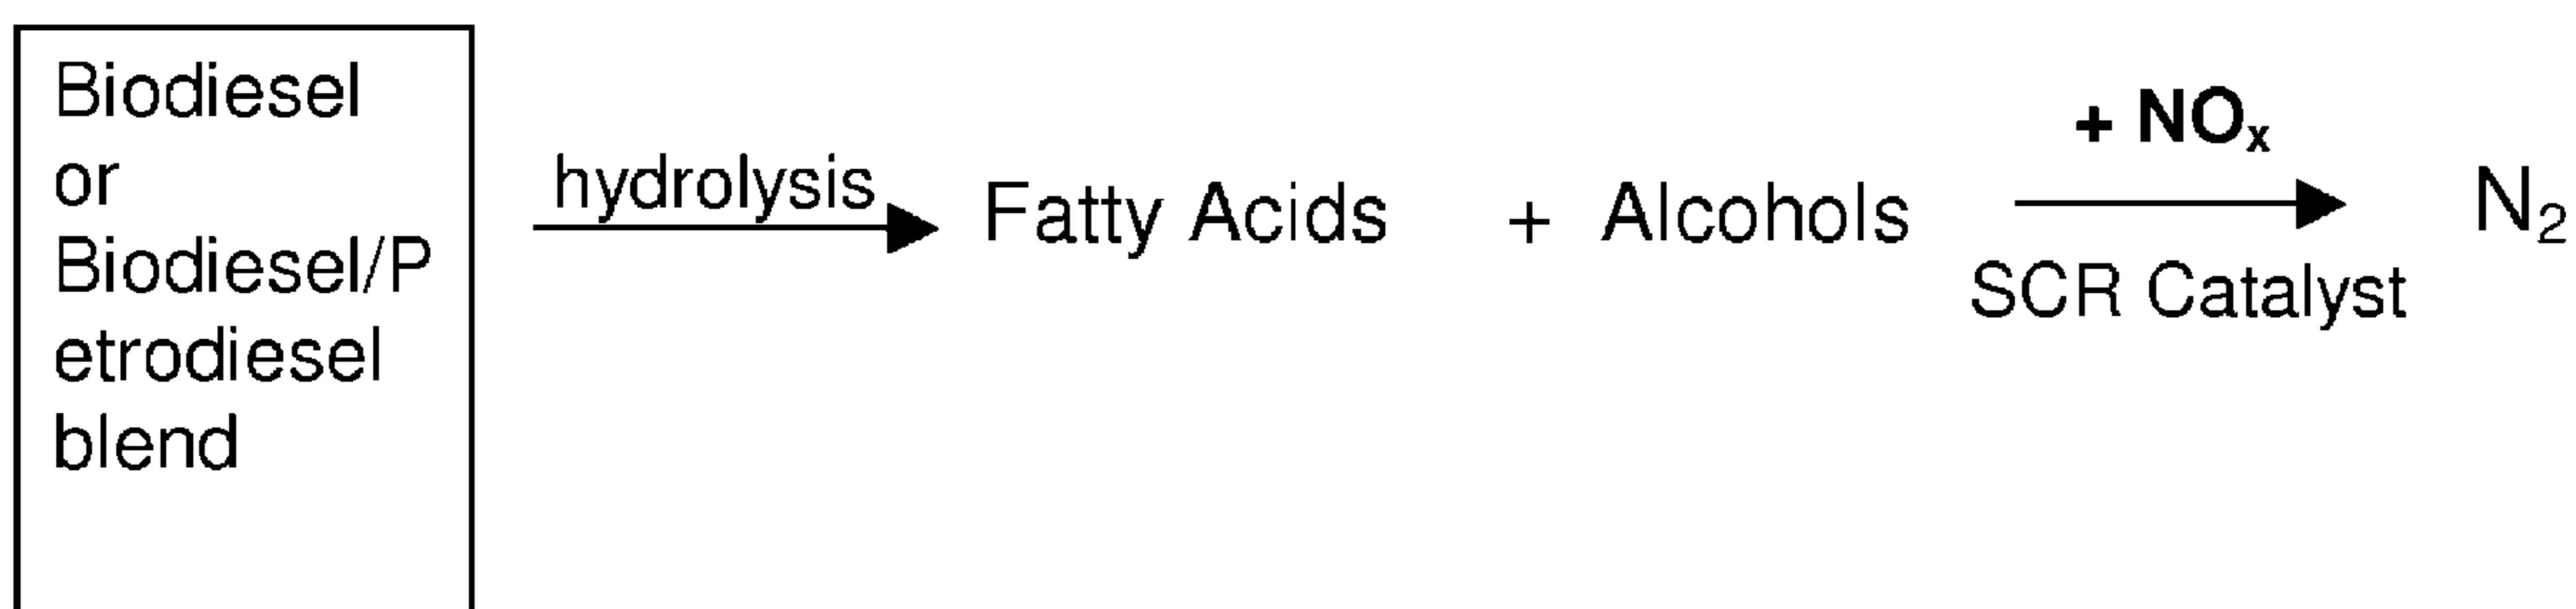 Biodiesel
or
Biodiesel/P
etrodiesel
blend
hydrolysis
Fatty Acids + Alcohols
+ NOₓ
SCR Catalyst
N₂